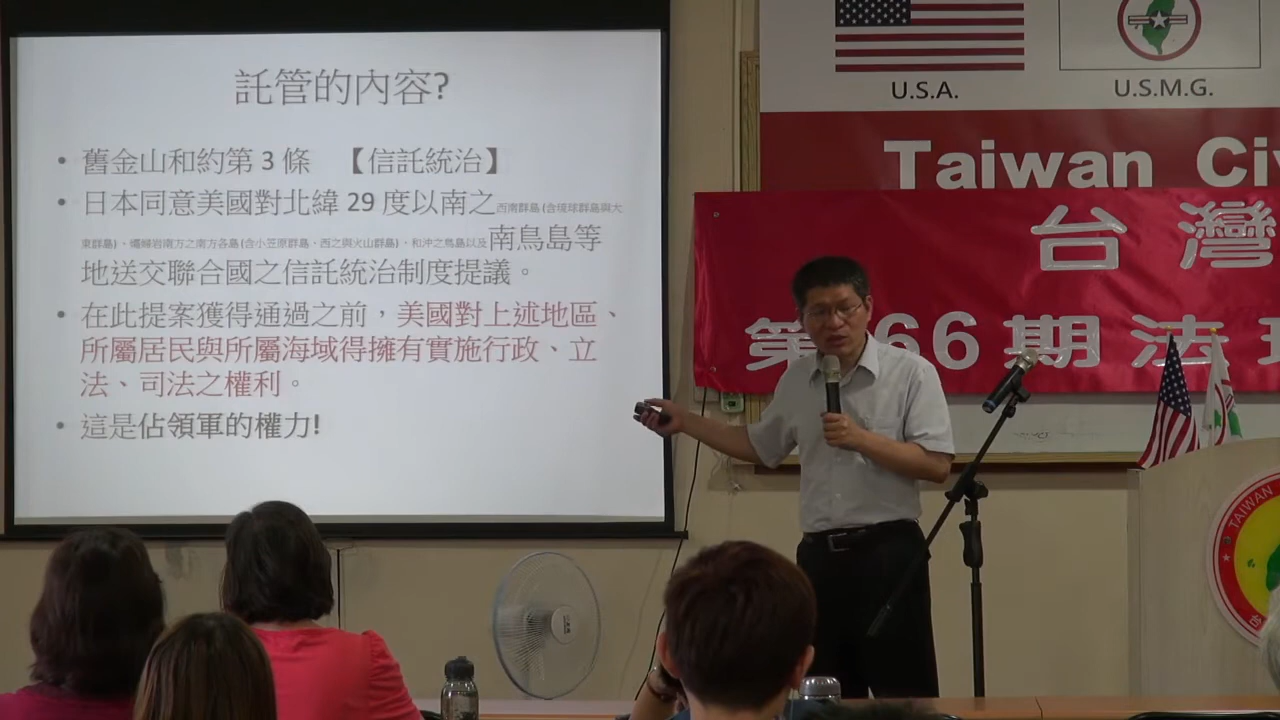 託管的內容?
• 舊金山和約第 3 條 【信託統治】
• 日本同意美國對北緯 29 度以南之西南群島 (含琉球群島與大
東群島)、孀婦岩南方之南方各島 (含小笠原群島、西之與火山群島)，和沖之鳥島以及南鳥島等
地送交聯合國之信託統治制度提議。
• 在此提案獲得通過之前，美國對上述地區、
所屬居民與所屬海域得擁有實施行政、立
法、司法之權利。
• 這是佔領軍的權力!
U.S.A.
U.S.M.G.
Taiwan Civ
台灣
第 66 期法
TAIWAN